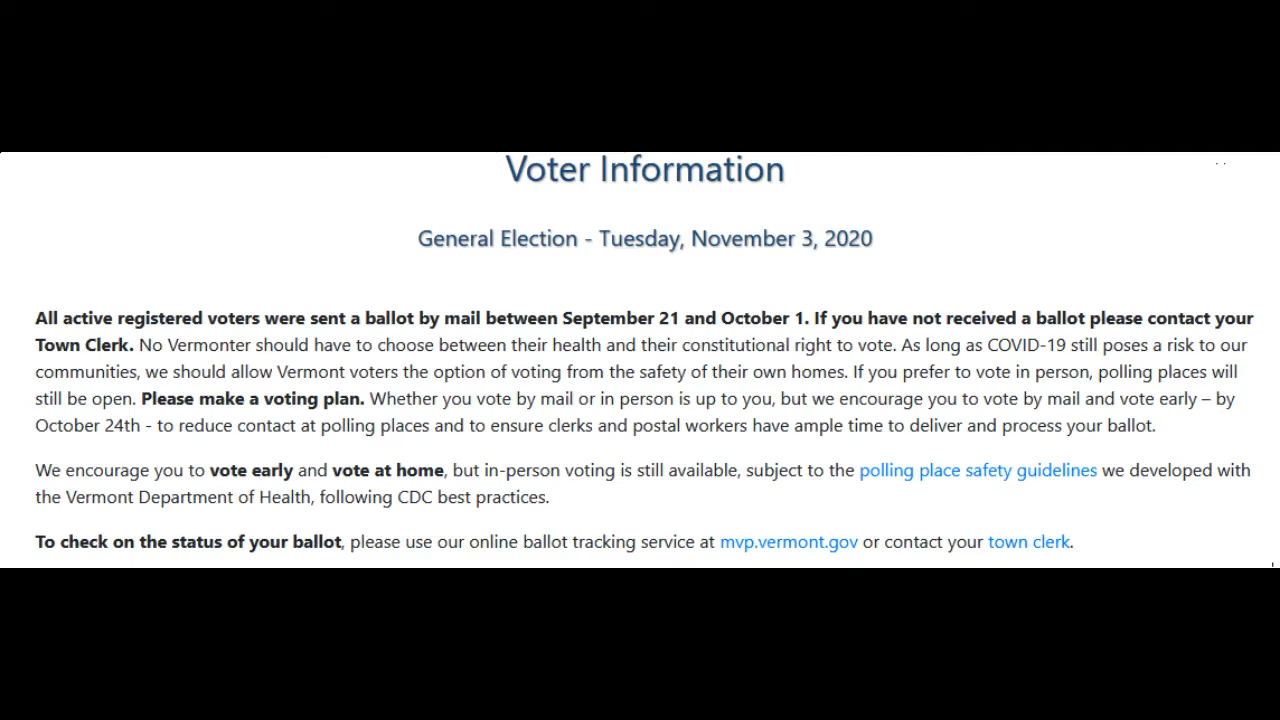 Voter Information
General Election - Tuesday, November 3, 2020
All active registered voters were sent a ballot by mail between September 21 and October 1. If you have not received a ballot please contact your
Town Clerk. No Vermonter should have to choose between their health and their constitutional right to vote. As long as COVID-19 still poses a risk to our
communities, we should allow Vermont voters the option of voting from the safety of their own homes. If you prefer to vote in person, polling places will
still be open. Please make a voting plan. Whether you vote by mail or in person is up to you, but we encourage you to vote by mail and vote early – by
October 24th - to reduce contact at polling places and to ensure clerks and postal workers have ample time to deliver and process your ballot.
We encourage you to vote early and vote at home, but in-person voting is still available, subject to the polling place safety guidelines we developed with
the Vermont Department of Health, following CDC best practices.
To check on the status of your ballot, please use our online ballot tracking service at mvp.vermont.gov or contact your town clerk.